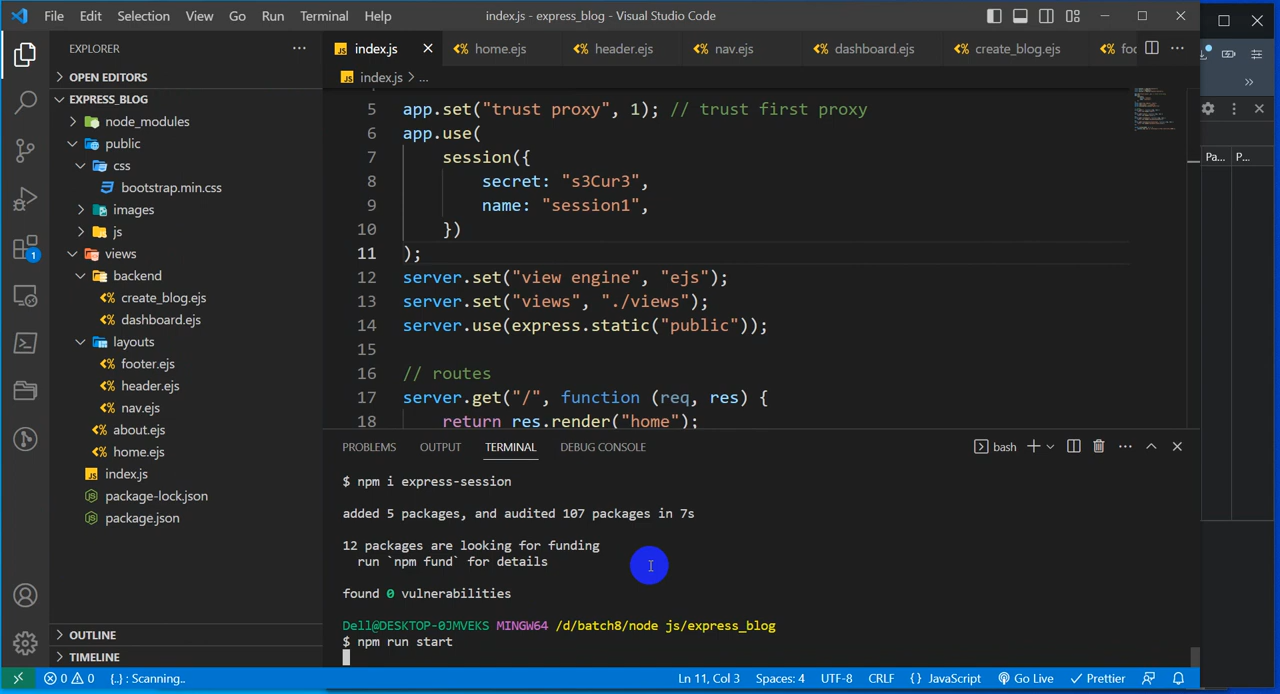 File Edit Selection View Go Run Terminal Help
index.js - express_blog - Visual Studio Code
EXPLORER
OPEN EDITORS
EXPRESS_BLOG
node_modules
public
css
bootstrap.min.css
images
js
views
backend
create_blog.ejs
dashboard.ejs
layouts
footer.ejs
header.ejs
nav.ejs
about.ejs
home.ejs
index.js
package-lock.json
package.json
OUTLINE
TIMELINE
index.js home.ejs header.ejs nav.ejs dashboard.ejs create_blog.ejs
index.js > ...
5 app.set("trust proxy", 1); // trust first proxy
6 app.use(
7 session({
8 secret: "s3Cur3",
9 name: "session1",
10 })
11 );
12 server.set("view engine", "ejs");
13 server.set("views", "./views");
14 server.use(express.static("public"));
15
16 // routes
17 server.get("/", function (req, res) {
18 return res.render("home");
PROBLEMS OUTPUT TERMINAL DEBUG CONSOLE
bash
$ npm i express-session
added 5 packages, and audited 107 packages in 7s
12 packages are looking for funding
run `npm fund` for details
found 0 vulnerabilities
Dell@DESKTOP-0JMVEKS MINGW64 /d/batch8/node js/express_blog
$ npm run start
Pa... P...
0 0 {..} : Scanning..
Ln 11, Col 3 Spaces: 4 UTF-8 CRLF {} JavaScript Go Live Prettier
1